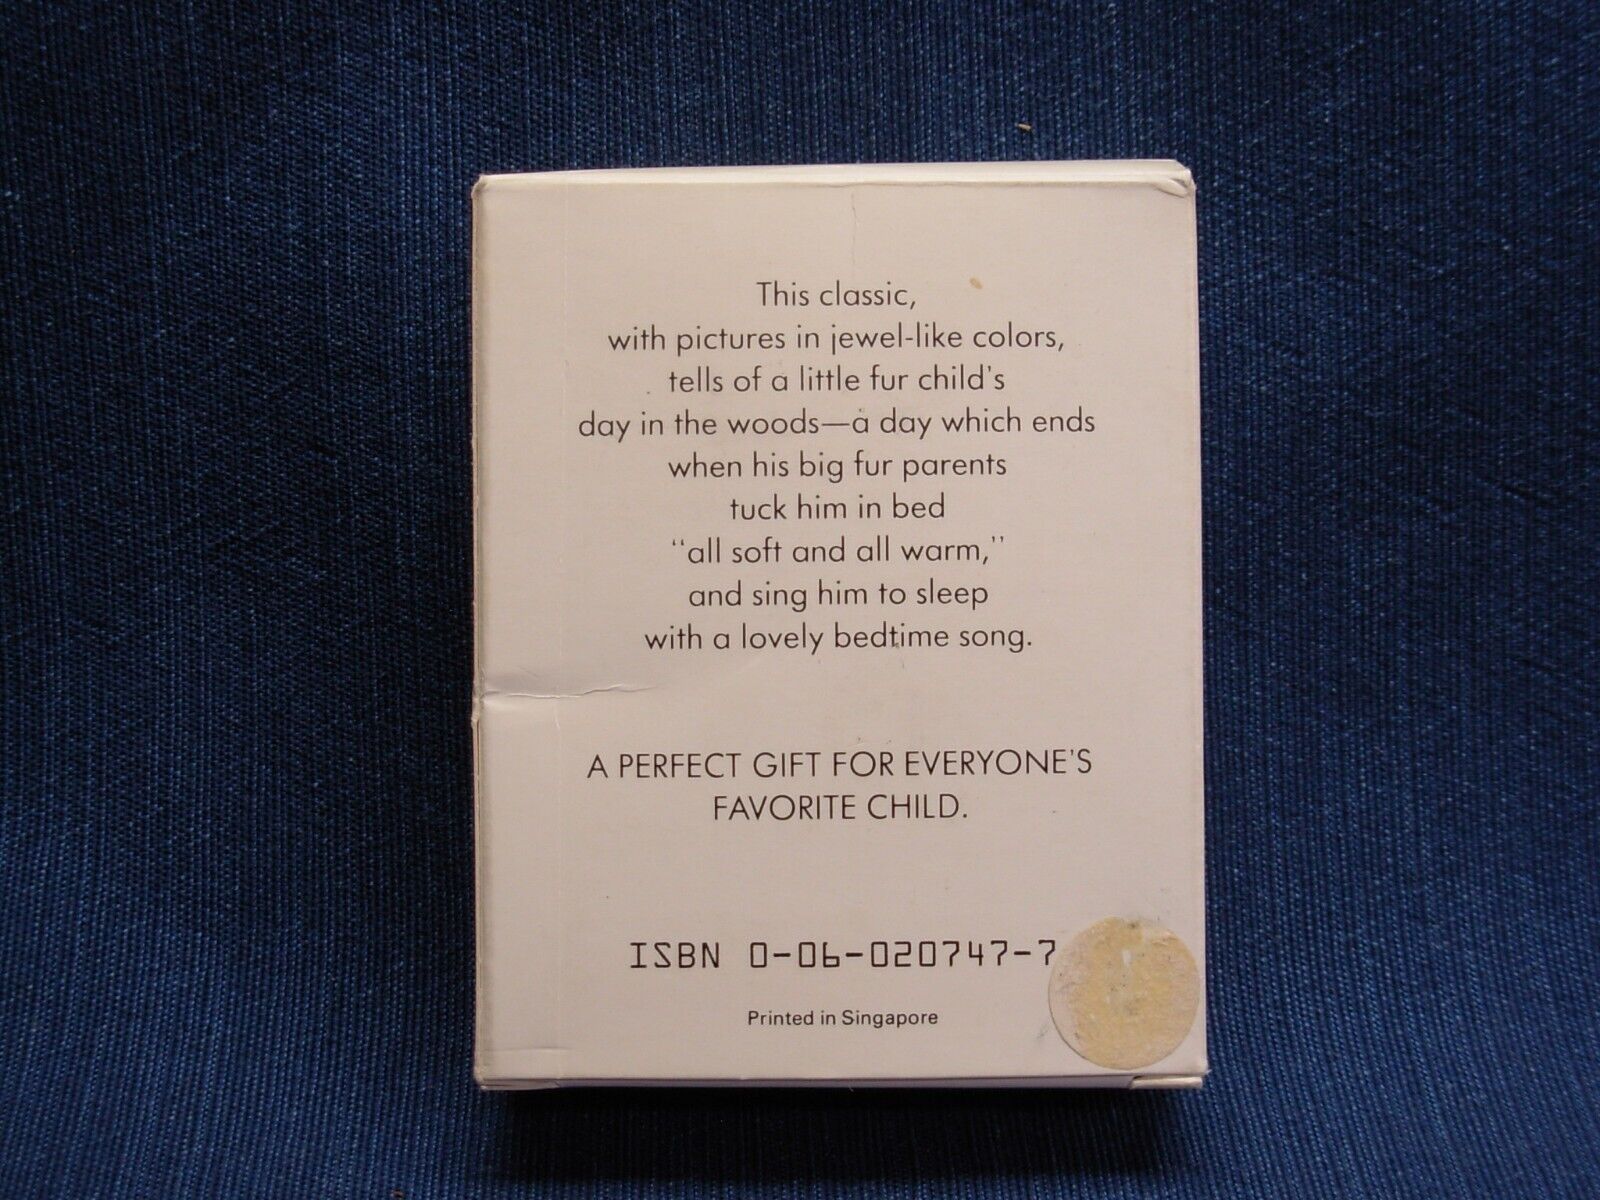 This classic,
with pictures in jewel-like colors,
tells of a little fur child's
day in the woods—a day which ends
when his big fur parents
tuck him in bed
"all soft and all warm,"
and sing him to sleep
with a lovely bedtime song.
A PERFECT GIFT FOR EVERYONE'S
FAVORITE CHILD.
ISBN 0-06-020747-7
Printed in Singapore